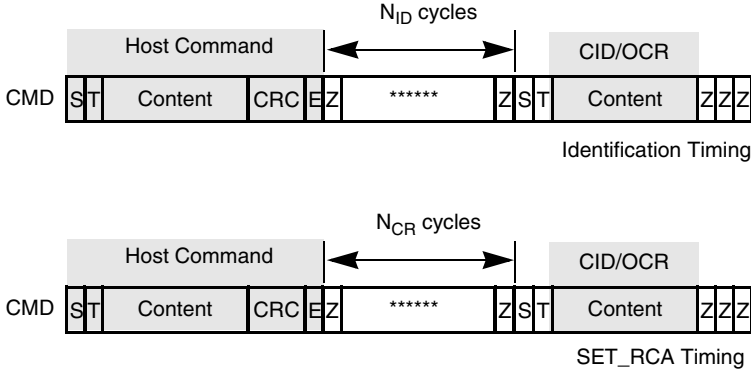 N_ID cycles
Host Command
CID/OCR
CMD S T Content CRC E Z ****** Z S T Content Z Z Z
Identification Timing
N_CR cycles
Host Command
CID/OCR
CMD S T Content CRC E Z ****** Z S T Content Z Z Z
SET_RCA Timing